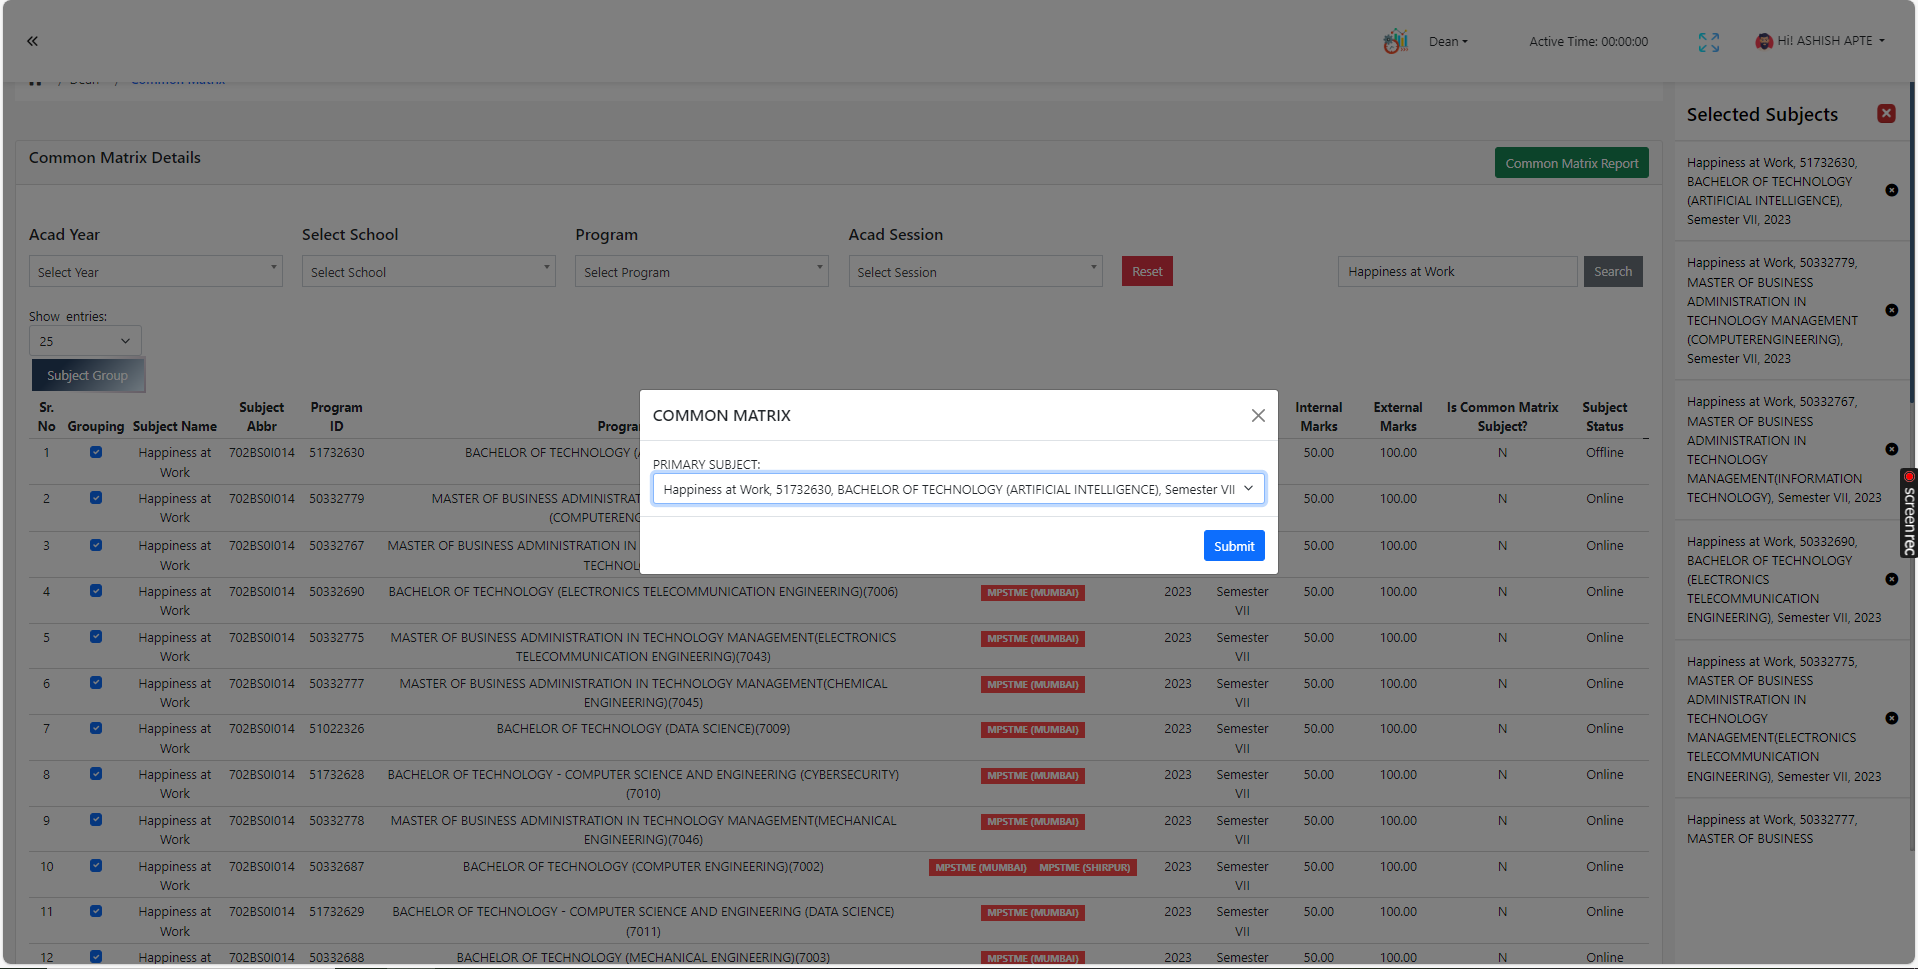 «
Dean
Active Time: 00:00:00
Hi! ASHISH APTE
/ Dean / Common Matrix
Common Matrix Details
Common Matrix Report
Acad Year
Select School
Program
Acad Session
Select Year
Select School
Select Program
Select Session
Reset
Happiness at Work
Search
Show entries:
25
Subject Group
Sr. No Grouping Subject Name Subject Abbr Program ID Internal Marks External Marks Is Common Matrix Subject? Subject Status
1 Happiness at Work 702BS0I014 51732630 BACHELOR OF TECHNOLOGY 50.00 100.00 N Offline
2 Happiness at Work 702BS0I014 50332779 MASTER OF BUSINESS 50.00 100.00 N Online
3 Happiness at Work 702BS0I014 50332767 MASTER OF BUSINESS ADMINISTRATION IN 50.00 100.00 N Online
4 Happiness at Work 702BS0I014 50332690 BACHELOR OF TECHNOLOGY (ELECTRONICS TELECOMMUNICATION ENGINEERING)(7006) MPSTME (MUMBAI) 2023 Semester VII 50.00 100.00 N Online
5 Happiness at Work 702BS0I014 50332775 MASTER OF BUSINESS ADMINISTRATION IN TECHNOLOGY MANAGEMENT(ELECTRONICS TELECOMMUNICATION ENGINEERING)(7043) MPSTME (MUMBAI) 2023 Semester VII 50.00 100.00 N Online
6 Happiness at Work 702BS0I014 50332777 MASTER OF BUSINESS ADMINISTRATION IN TECHNOLOGY MANAGEMENT(CHEMICAL ENGINEERING)(7045) MPSTME (MUMBAI) 2023 Semester VII 50.00 100.00 N Online
7 Happiness at Work 702BS0I014 51022326 BACHELOR OF TECHNOLOGY (DATA SCIENCE)(7009) MPSTME (MUMBAI) 2023 Semester VII 50.00 100.00 N Online
8 Happiness at Work 702BS0I014 51732628 BACHELOR OF TECHNOLOGY - COMPUTER SCIENCE AND ENGINEERING (CYBERSECURITY)(7010) MPSTME (MUMBAI) 2023 Semester VII 50.00 100.00 N Online
9 Happiness at Work 702BS0I014 50332778 MASTER OF BUSINESS ADMINISTRATION IN TECHNOLOGY MANAGEMENT(MECHANICAL ENGINEERING)(7046) MPSTME (MUMBAI) 2023 Semester VII 50.00 100.00 N Online
10 Happiness at Work 702BS0I014 50332687 BACHELOR OF TECHNOLOGY (COMPUTER ENGINEERING)(7002) MPSTME (MUMBAI) MPSTME (SHIRPUR) 2023 Semester VII 50.00 100.00 N Online
11 Happiness at Work 702BS0I014 51732629 BACHELOR OF TECHNOLOGY - COMPUTER SCIENCE AND ENGINEERING (DATA SCIENCE)(7011) MPSTME (MUMBAI) 2023 Semester VII 50.00 100.00 N Online
12 Happiness at 702BS0I014 50332688 BACHELOR OF TECHNOLOGY (MECHANICAL ENGINEERING)(7003) MPSTME (MUMBAI) 2023 Semester 50.00 100.00 N Online
COMMON MATRIX
PRIMARY SUBJECT:
Happiness at Work, 51732630, BACHELOR OF TECHNOLOGY (ARTIFICIAL INTELLIGENCE), Semester VII
Submit
Selected Subjects
Happiness at Work, 51732630,
BACHELOR OF TECHNOLOGY
(ARTIFICIAL INTELLIGENCE),
Semester VII, 2023
Happiness at Work, 50332779,
MASTER OF BUSINESS
ADMINISTRATION IN
TECHNOLOGY MANAGEMENT
(COMPUTERENGINEERING),
Semester VII, 2023
Happiness at Work, 50332767,
MASTER OF BUSINESS
ADMINISTRATION IN
TECHNOLOGY
MANAGEMENT(INFORMATION
TECHNOLOGY), Semester VII, 2023
Happiness at Work, 50332690,
BACHELOR OF TECHNOLOGY
(ELECTRONICS
TELECOMMUNICATION
ENGINEERING), Semester VII, 2023
Happiness at Work, 50332775,
MASTER OF BUSINESS
ADMINISTRATION IN
TECHNOLOGY
MANAGEMENT(ELECTRONICS
TELECOMMUNICATION
ENGINEERING), Semester VII, 2023
Happiness at Work, 50332777,
MASTER OF BUSINESS
screenrec